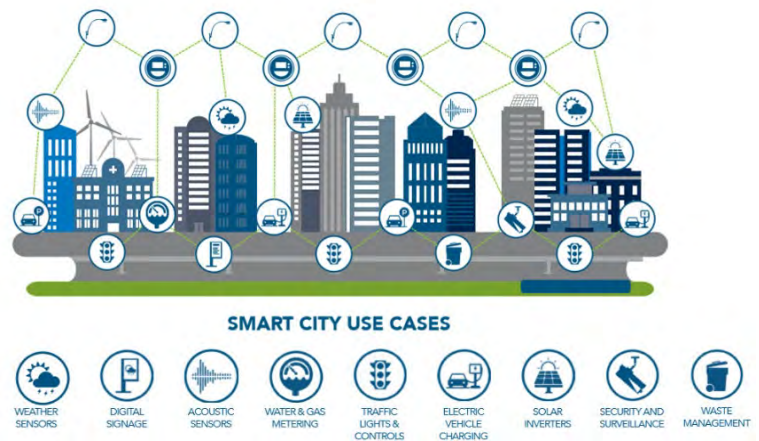 SMART CITY USE CASES
WEATHER
SENSORS
DIGITAL
SIGNAGE
ACOUSTIC
SENSORS
WATER & GAS
METERING
TRAFFIC
LIGHTS &
CONTROLS
ELECTRIC
VEHICLE
CHARGING
SOLAR
INVERTERS
SECURITY AND
SURVEILLANCE
WASTE
MANAGEMENT